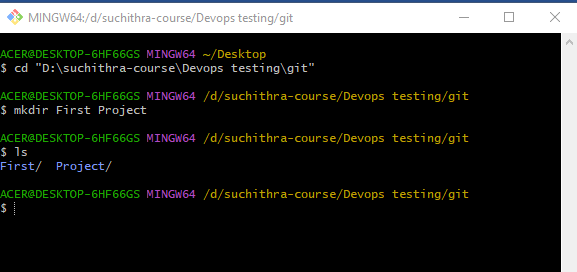 MINGW64:/d/suchithra-course/Devops testing/git
ACER@DESKTOP-6HF66GS MINGW64 ~/Desktop
$ cd "D:\suchithra-course\Devops testing\git"
ACER@DESKTOP-6HF66GS MINGW64 /d/suchithra-course/Devops testing/git
$ mkdir First Project
ACER@DESKTOP-6HF66GS MINGW64 /d/suchithra-course/Devops testing/git
$ ls
First/  Project/
ACER@DESKTOP-6HF66GS MINGW64 /d/suchithra-course/Devops testing/git
$